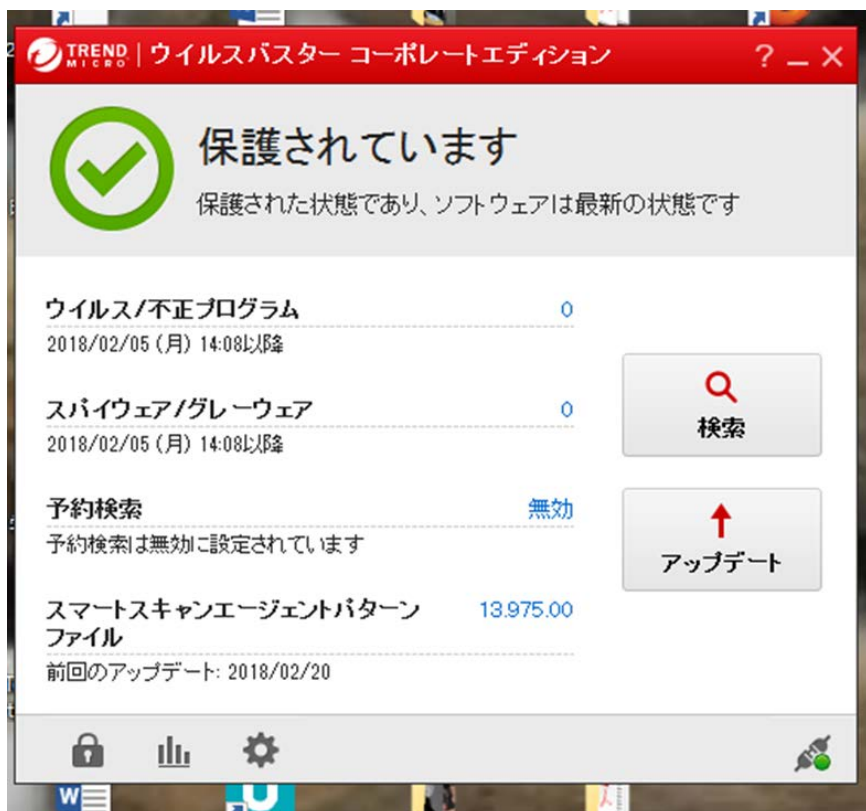 TREND MICRO | ウイルスバスター コーポレートエディション
保護されています
保護された状態であり、ソフトウェアは最新の状態です
ウイルス/不正プログラム 0
2018/02/05 (月) 14:08以降
スパイウェア/グレーウェア 0
2018/02/05 (月) 14:08以降
検索
予約検索 無効
予約検索は無効に設定されています
アップデート
スマートスキャンエージェントパターン 13.975.00
ファイル
前回のアップデート: 2018/02/20